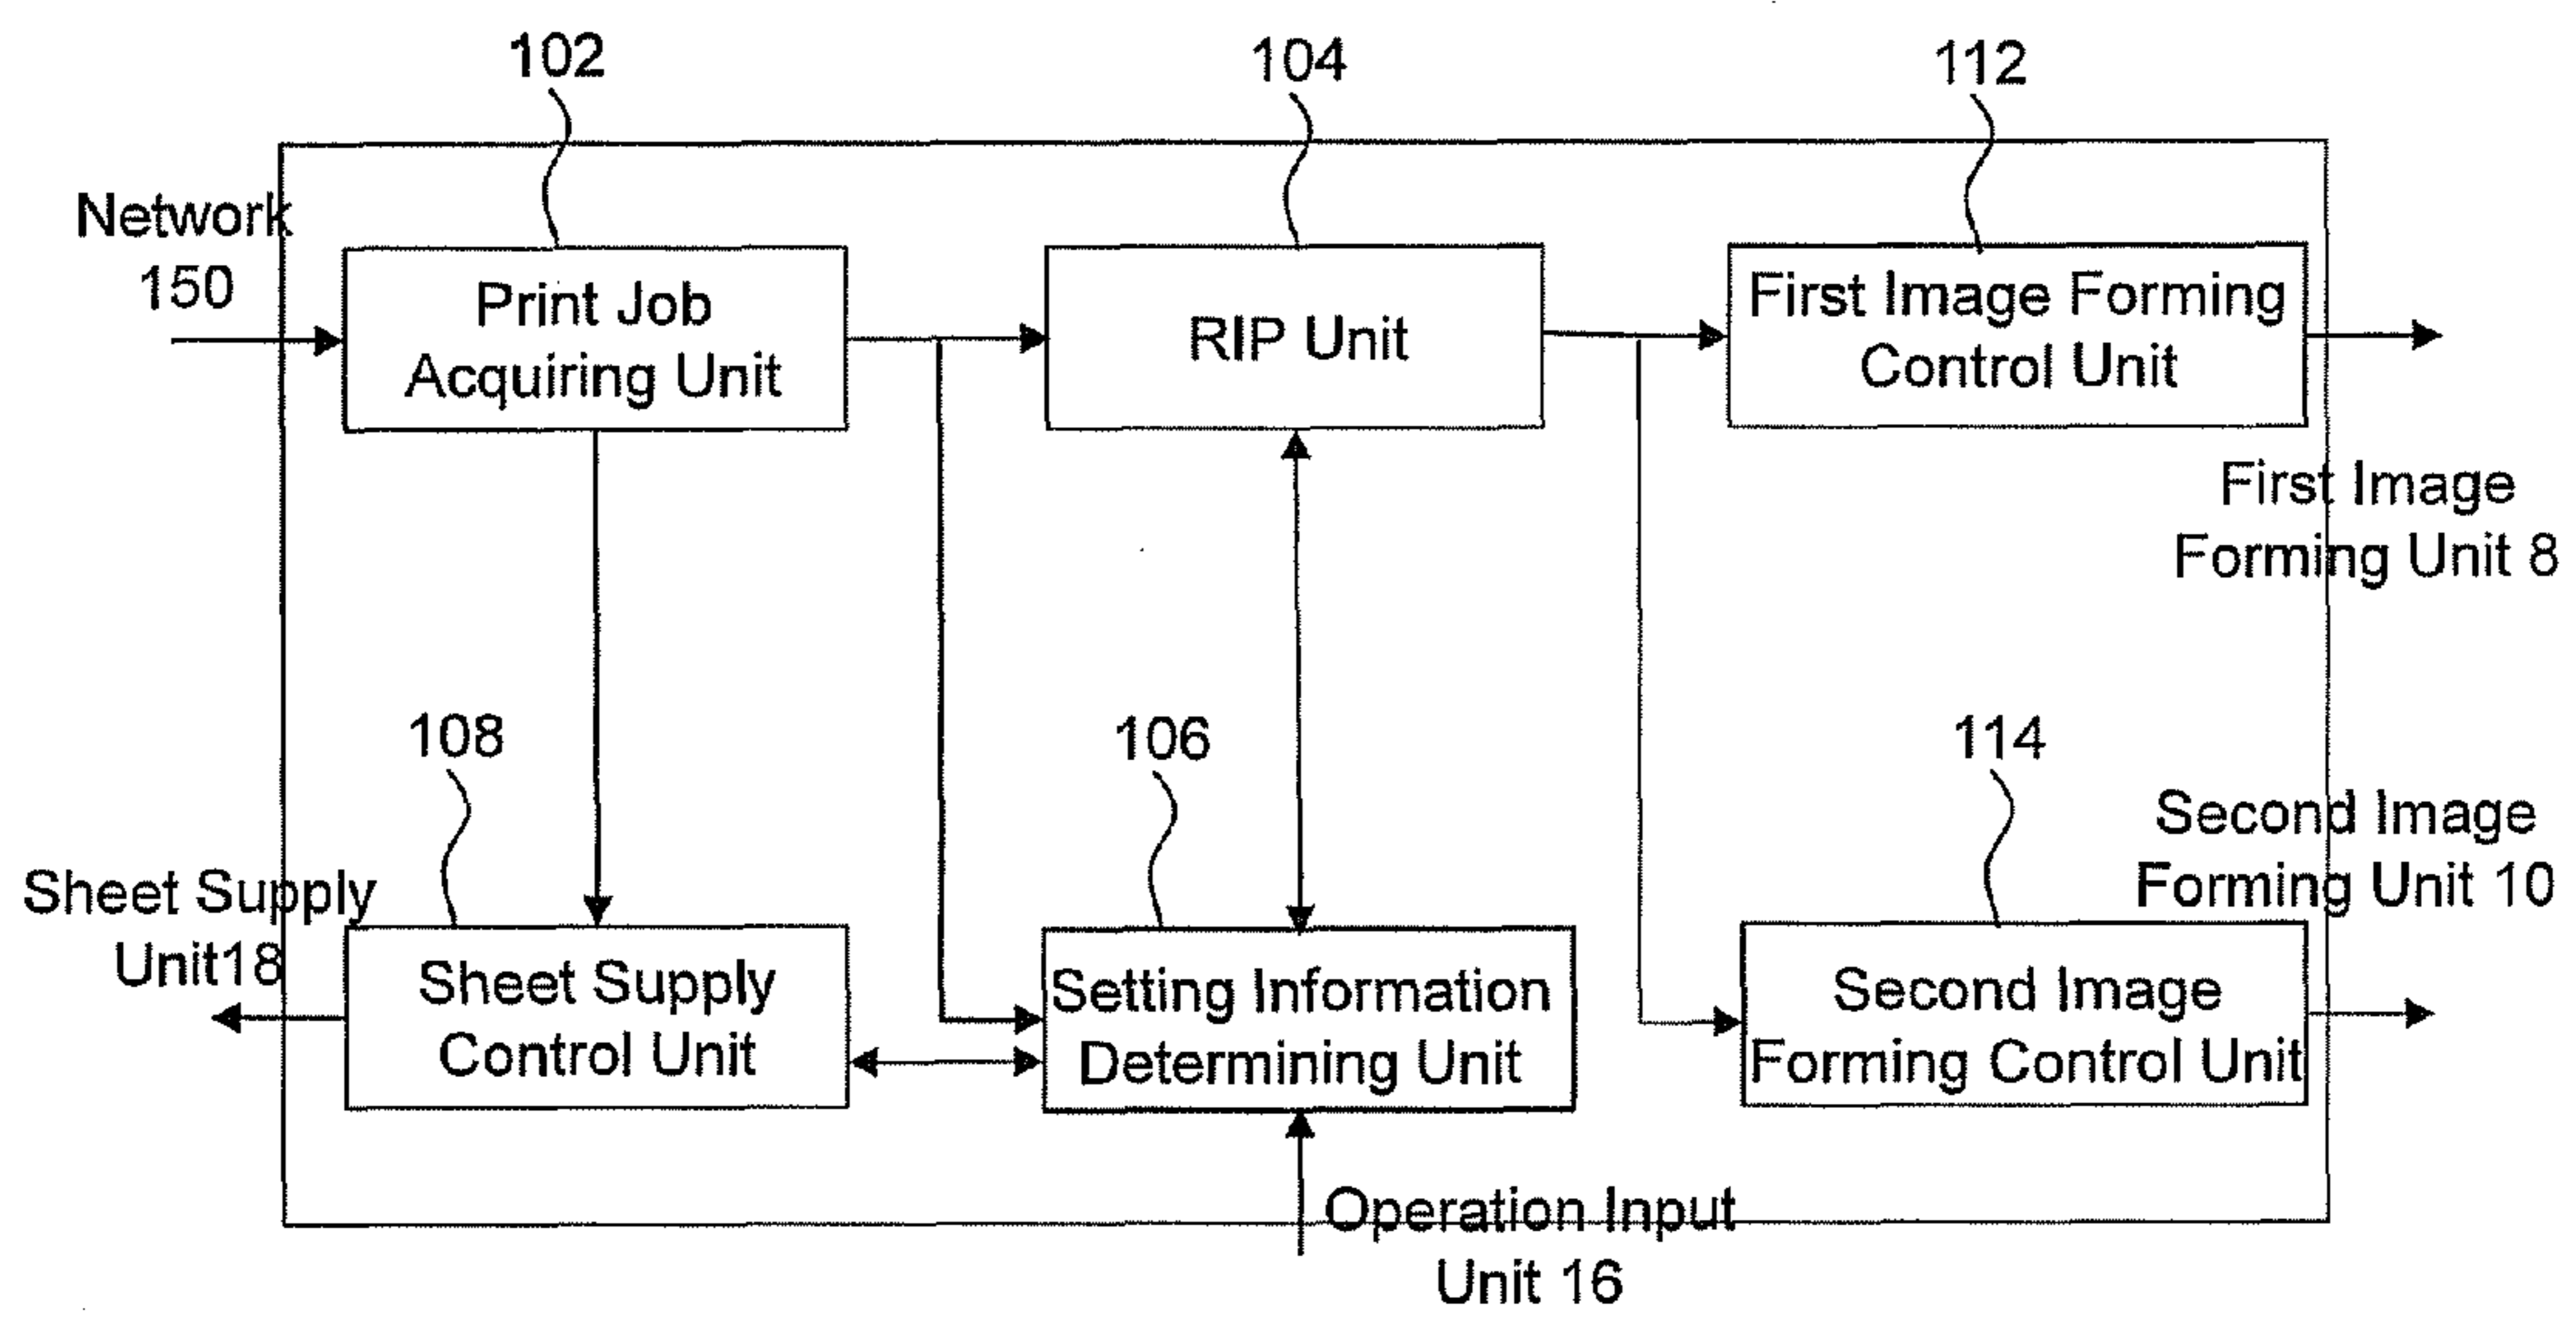 102
104
112
Network
150
Print Job
Acquiring Unit
RIP Unit
First Image Forming
Control Unit
First Image
Forming Unit 8
108
106
114
Second Image
Forming Unit 10
Sheet Supply
Unit18
Sheet Supply
Control Unit
Setting Information
Determining Unit
Second Image
Forming Control Unit
Operation Input
Unit 16